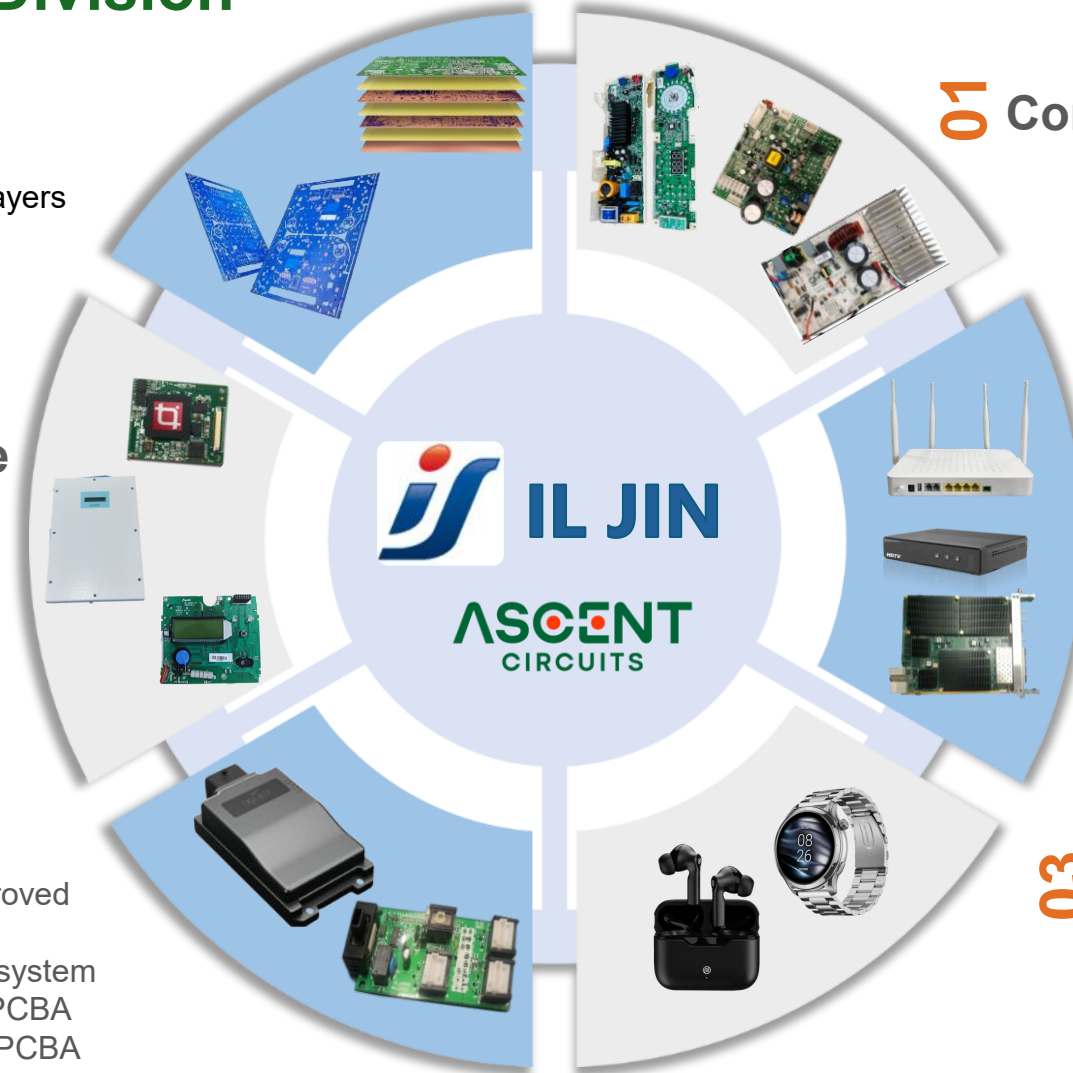 Division
01 Co
ayers
e
IL JIN
ASCENT
CIRCUITS
HDTV
08
26
03
roved
system
PCBA
PCBA